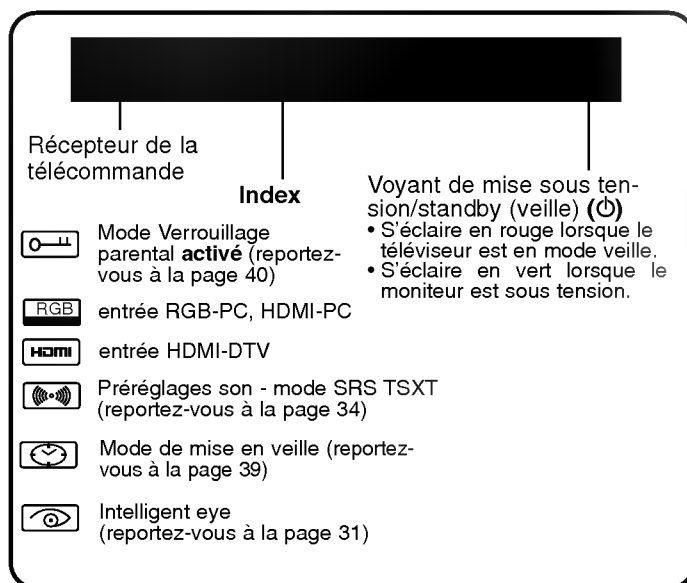 Récepteur de la
télécommande
Index
Mode Verrouillage
parental activé (reportez-
vous à la page 40)
RGB
entrée RGB-PC, HDMI-PC
HDMI
entrée HDMI-DTV
Préréglages son - mode SRS TSXT
(reportez-vous à la page 34)
Mode de mise en veille (reportez-
vous à la page 39)
Intelligent eye
(reportez-vous à la page 31)
Voyant de mise sous ten-
sion/standby (veille) (⏻)
• S'éclaire en rouge lorsque le
téléviseur est en mode veille.
• S'éclaire en vert lorsque le
moniteur est sous tension.